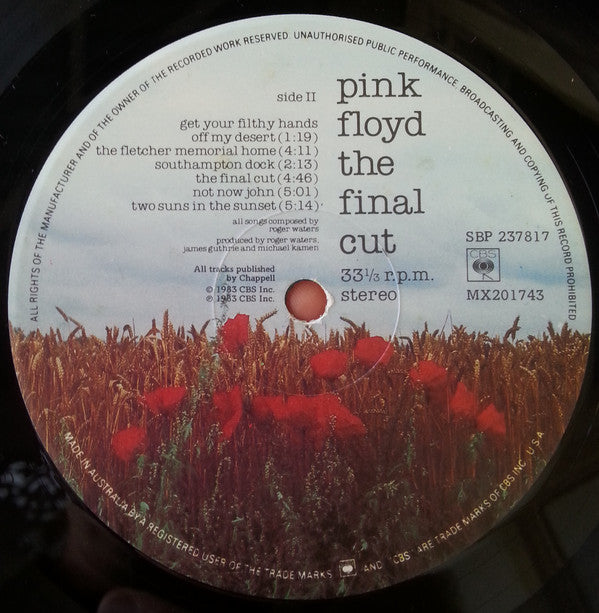 ALL RIGHTS OF THE MANUFACTURER AND OF THE OWNER OF THE RECORDED WORK RESERVED. UNAUTHORISED PUBLIC PERFORMANCE, BROADCASTING AND COPYING OF THIS RECORD PROHIBITED
side II
get your filthy hands
off my desert (1:19)
the fletcher memorial home (4:11)
southampton dock (2:13)
the final cut (4:46)
not now john (5:01)
two suns in the sunset (5:14)
all songs composed by
roger waters
produced by roger waters,
james guthrie and michael kamen
All tracks published
by Chappell
© 1983 CBS Inc.
℗ 1983 CBS Inc.
pink
floyd
the
final
cut
33⅓ r.p.m.
stereo
SBP 237817
CBS
MX201743
MADE IN AUSTRALIA BY A REGISTERED USER OF THE TRADE MARKS AND "CBS" ARE TRADE MARKS OF CBS INC., U.S.A.